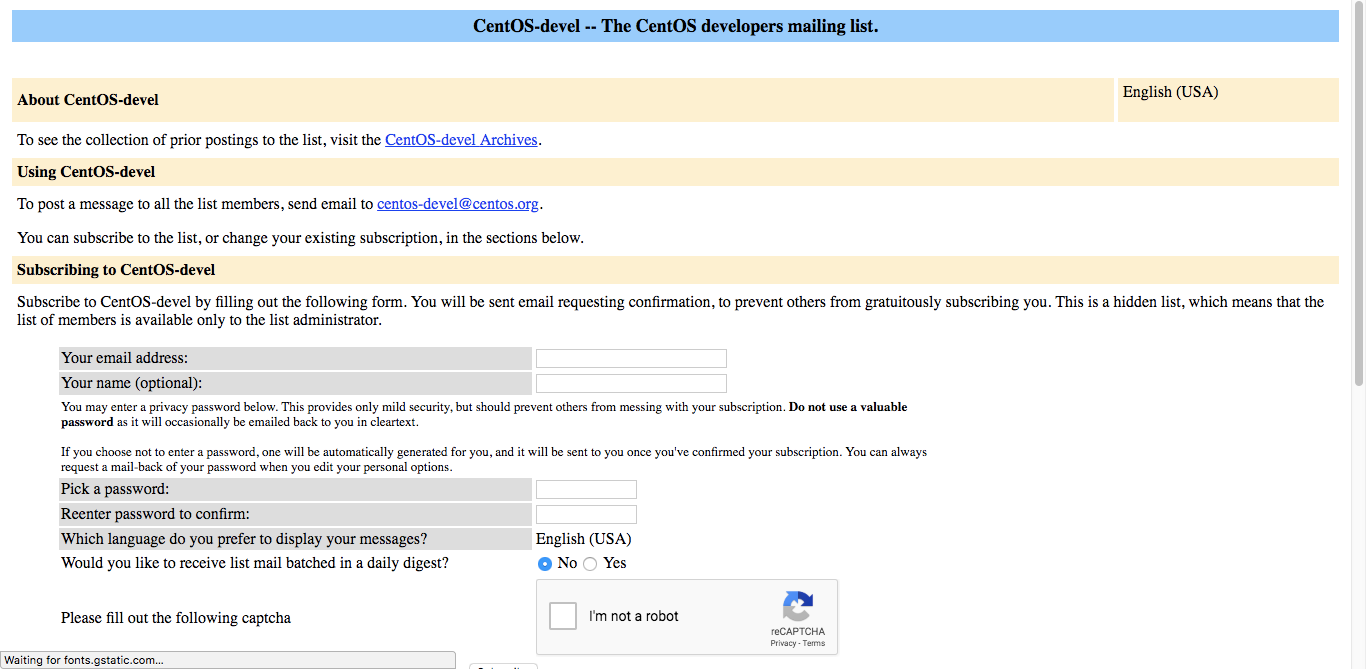 CentOS-devel -- The CentOS developers mailing list.
About CentOS-devel
English (USA)
To see the collection of prior postings to the list, visit the CentOS-devel Archives.
Using CentOS-devel
To post a message to all the list members, send email to centos-devel@centos.org.
You can subscribe to the list, or change your existing subscription, in the sections below.
Subscribing to CentOS-devel
Subscribe to CentOS-devel by filling out the following form. You will be sent email requesting confirmation, to prevent others from gratuitously subscribing you. This is a hidden list, which means that the
list of members is available only to the list administrator.
Your email address:
Your name (optional):
You may enter a privacy password below. This provides only mild security, but should prevent others from messing with your subscription. Do not use a valuable
password as it will occasionally be emailed back to you in cleartext.
If you choose not to enter a password, one will be automatically generated for you, and it will be sent to you once you've confirmed your subscription. You can always
request a mail-back of your password when you edit your personal options.
Pick a password:
Reenter password to confirm:
Which language do you prefer to display your messages? English (USA)
Would you like to receive list mail batched in a daily digest? No Yes
Please fill out the following captcha
I'm not a robot
reCAPTCHA
Privacy - Terms
Waiting for fonts.gstatic.com...